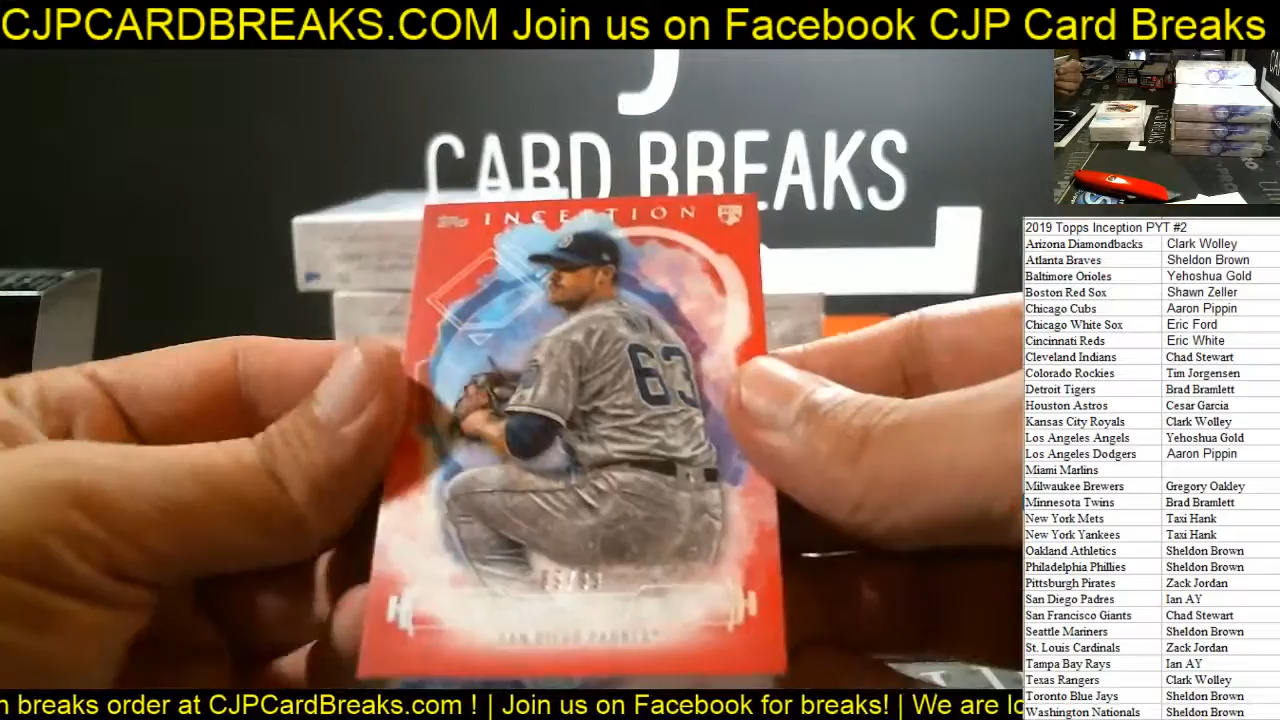 CJPCARDBREAKS.COM Join us on Facebook CJP Card Breaks
J
CARD BREAKS
Topps INCEPTION
63
2019 Topps Inception PYT #2
Arizona Diamondbacks Clark Wolley
Atlanta Braves Sheldon Brown
Baltimore Orioles Yehoshua Gold
Boston Red Sox Shawn Zeller
Chicago Cubs Aaron Pippin
Chicago White Sox Eric Ford
Cincinnati Reds Eric White
Cleveland Indians Chad Stewart
Colorado Rockies Tim Jorgensen
Detroit Tigers Brad Bramlett
Houston Astros Cesar Garcia
Kansas City Royals Clark Wolley
Los Angeles Angels Yehoshua Gold
Los Angeles Dodgers Aaron Pippin
Miami Marlins
Milwaukee Brewers Gregory Oakley
Minnesota Twins Brad Bramlett
New York Mets Taxi Hank
New York Yankees Taxi Hank
Oakland Athletics Sheldon Brown
Philadelphia Phillies Sheldon Brown
Pittsburgh Pirates Zack Jordan
San Diego Padres Ian AY
San Francisco Giants Chad Stewart
Seattle Mariners Sheldon Brown
St. Louis Cardinals Zack Jordan
Tampa Bay Rays Ian AY
Texas Rangers Clark Wolley
Toronto Blue Jays Sheldon Brown
Washington Nationals Sheldon Brown
n breaks order at CJPCardBreaks.com ! | Join us on Facebook for breaks! | We are lo